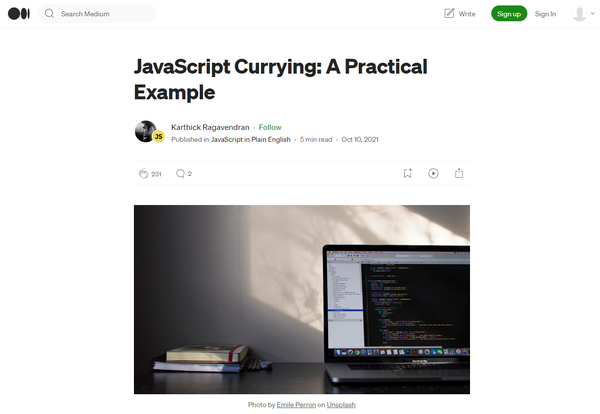 Search Medium
Write
Sign up
Sign In
JavaScript Currying: A Practical
Example
JS
Karthick Ragavendran · Follow
Published in JavaScript in Plain English · 5 min read · Oct 10, 2021
231
2
Photo by Emile Perron on Unsplash